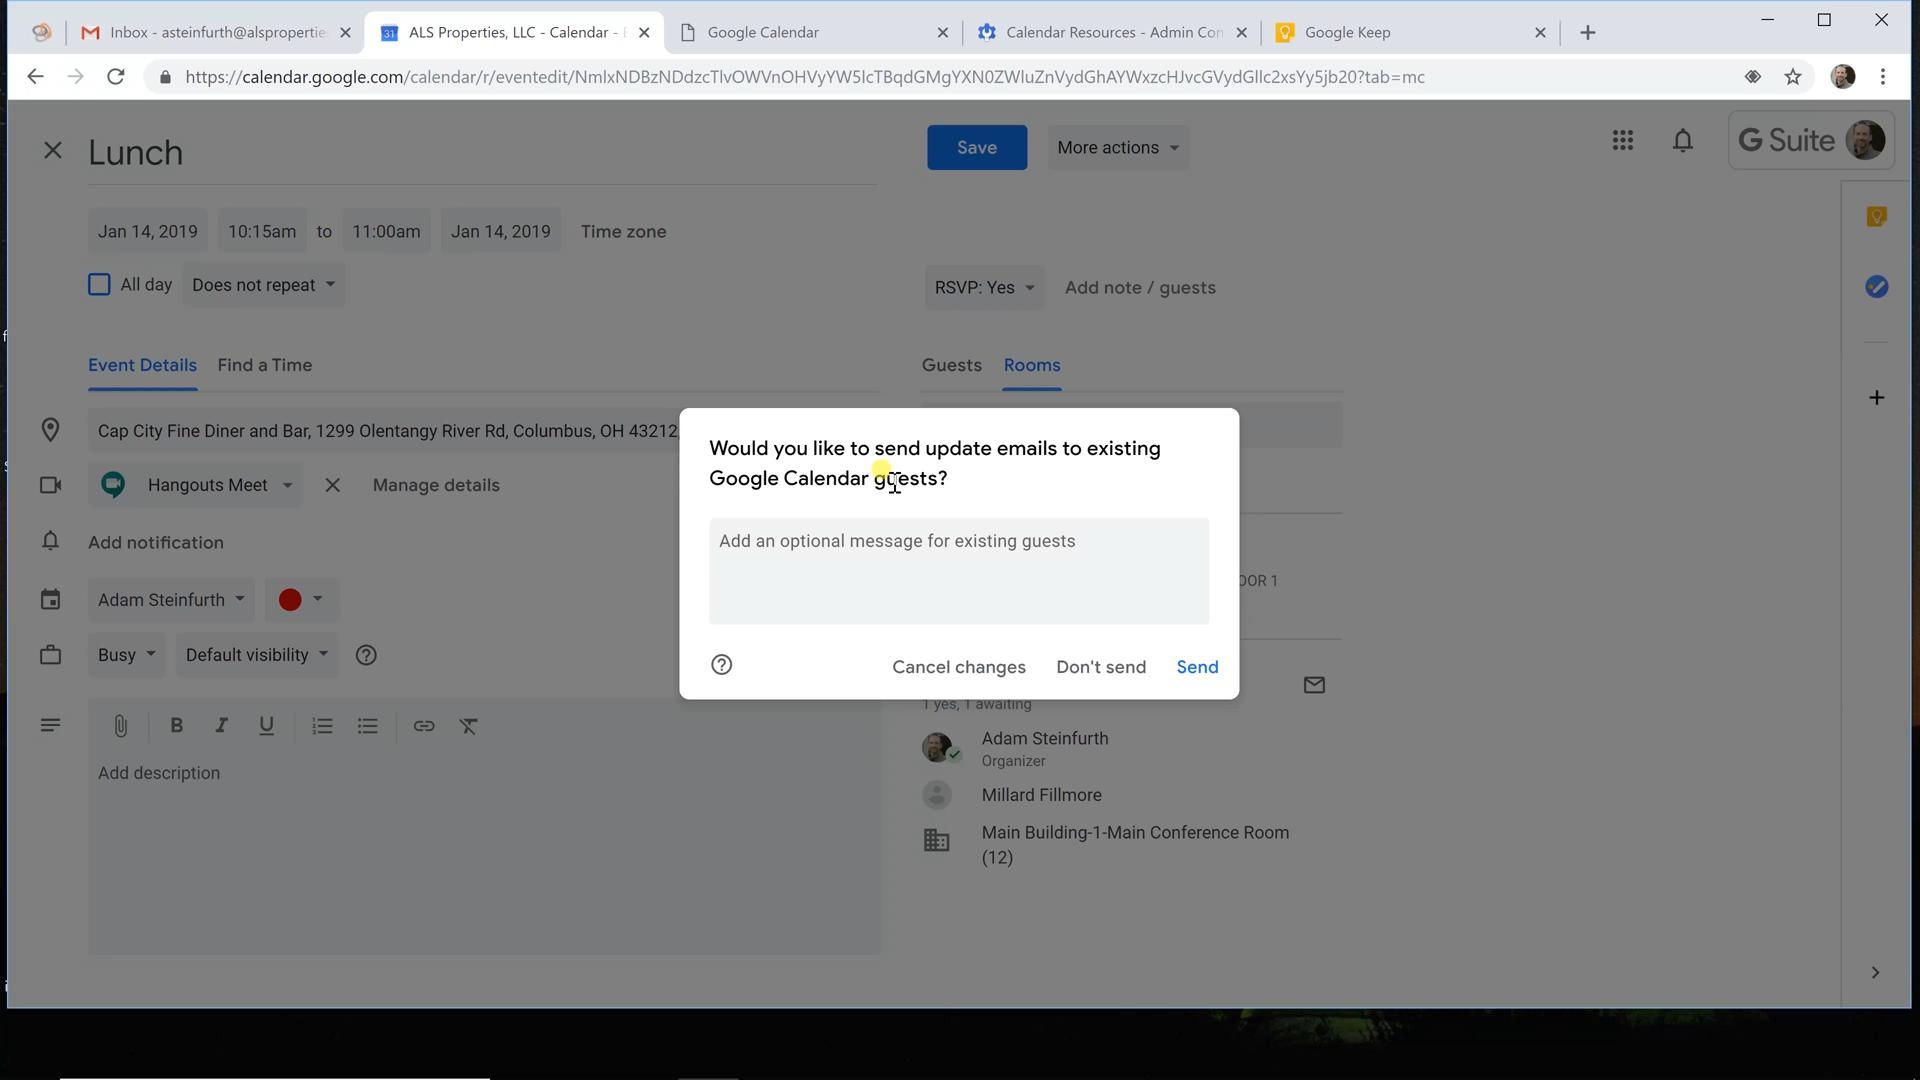 Inbox - asteinfurth@alspropertie
ALS Properties, LLC - Calendar -
Google Calendar
Calendar Resources - Admin Con
Google Keep
https://calendar.google.com/calendar/r/eventedit/NmIxNDBzNDdzcTlvOWVnOHVyYW5lcTBqdGMgYXN0ZWluZnVydGhAYWxzcHJvcGVydGllc2xsYy5jb20?tab=mc
Lunch
Save
More actions
G Suite
Jan 14, 2019
10:15am
to
11:00am
Jan 14, 2019
Time zone
All day
Does not repeat
RSVP: Yes
Add note / guests
Event Details
Find a Time
Guests
Rooms
Cap City Fine Diner and Bar, 1299 Olentangy River Rd, Columbus, OH 43212,
Hangouts Meet
Manage details
Add notification
Adam Steinfurth
Busy
Default visibility
Add description
Would you like to send update emails to existing
Google Calendar guests?
Add an optional message for existing guests
Cancel changes
Don't send
Send
OOR 1
1 yes, 1 awaiting
Adam Steinfurth
Organizer
Millard Fillmore
Main Building-1-Main Conference Room
(12)